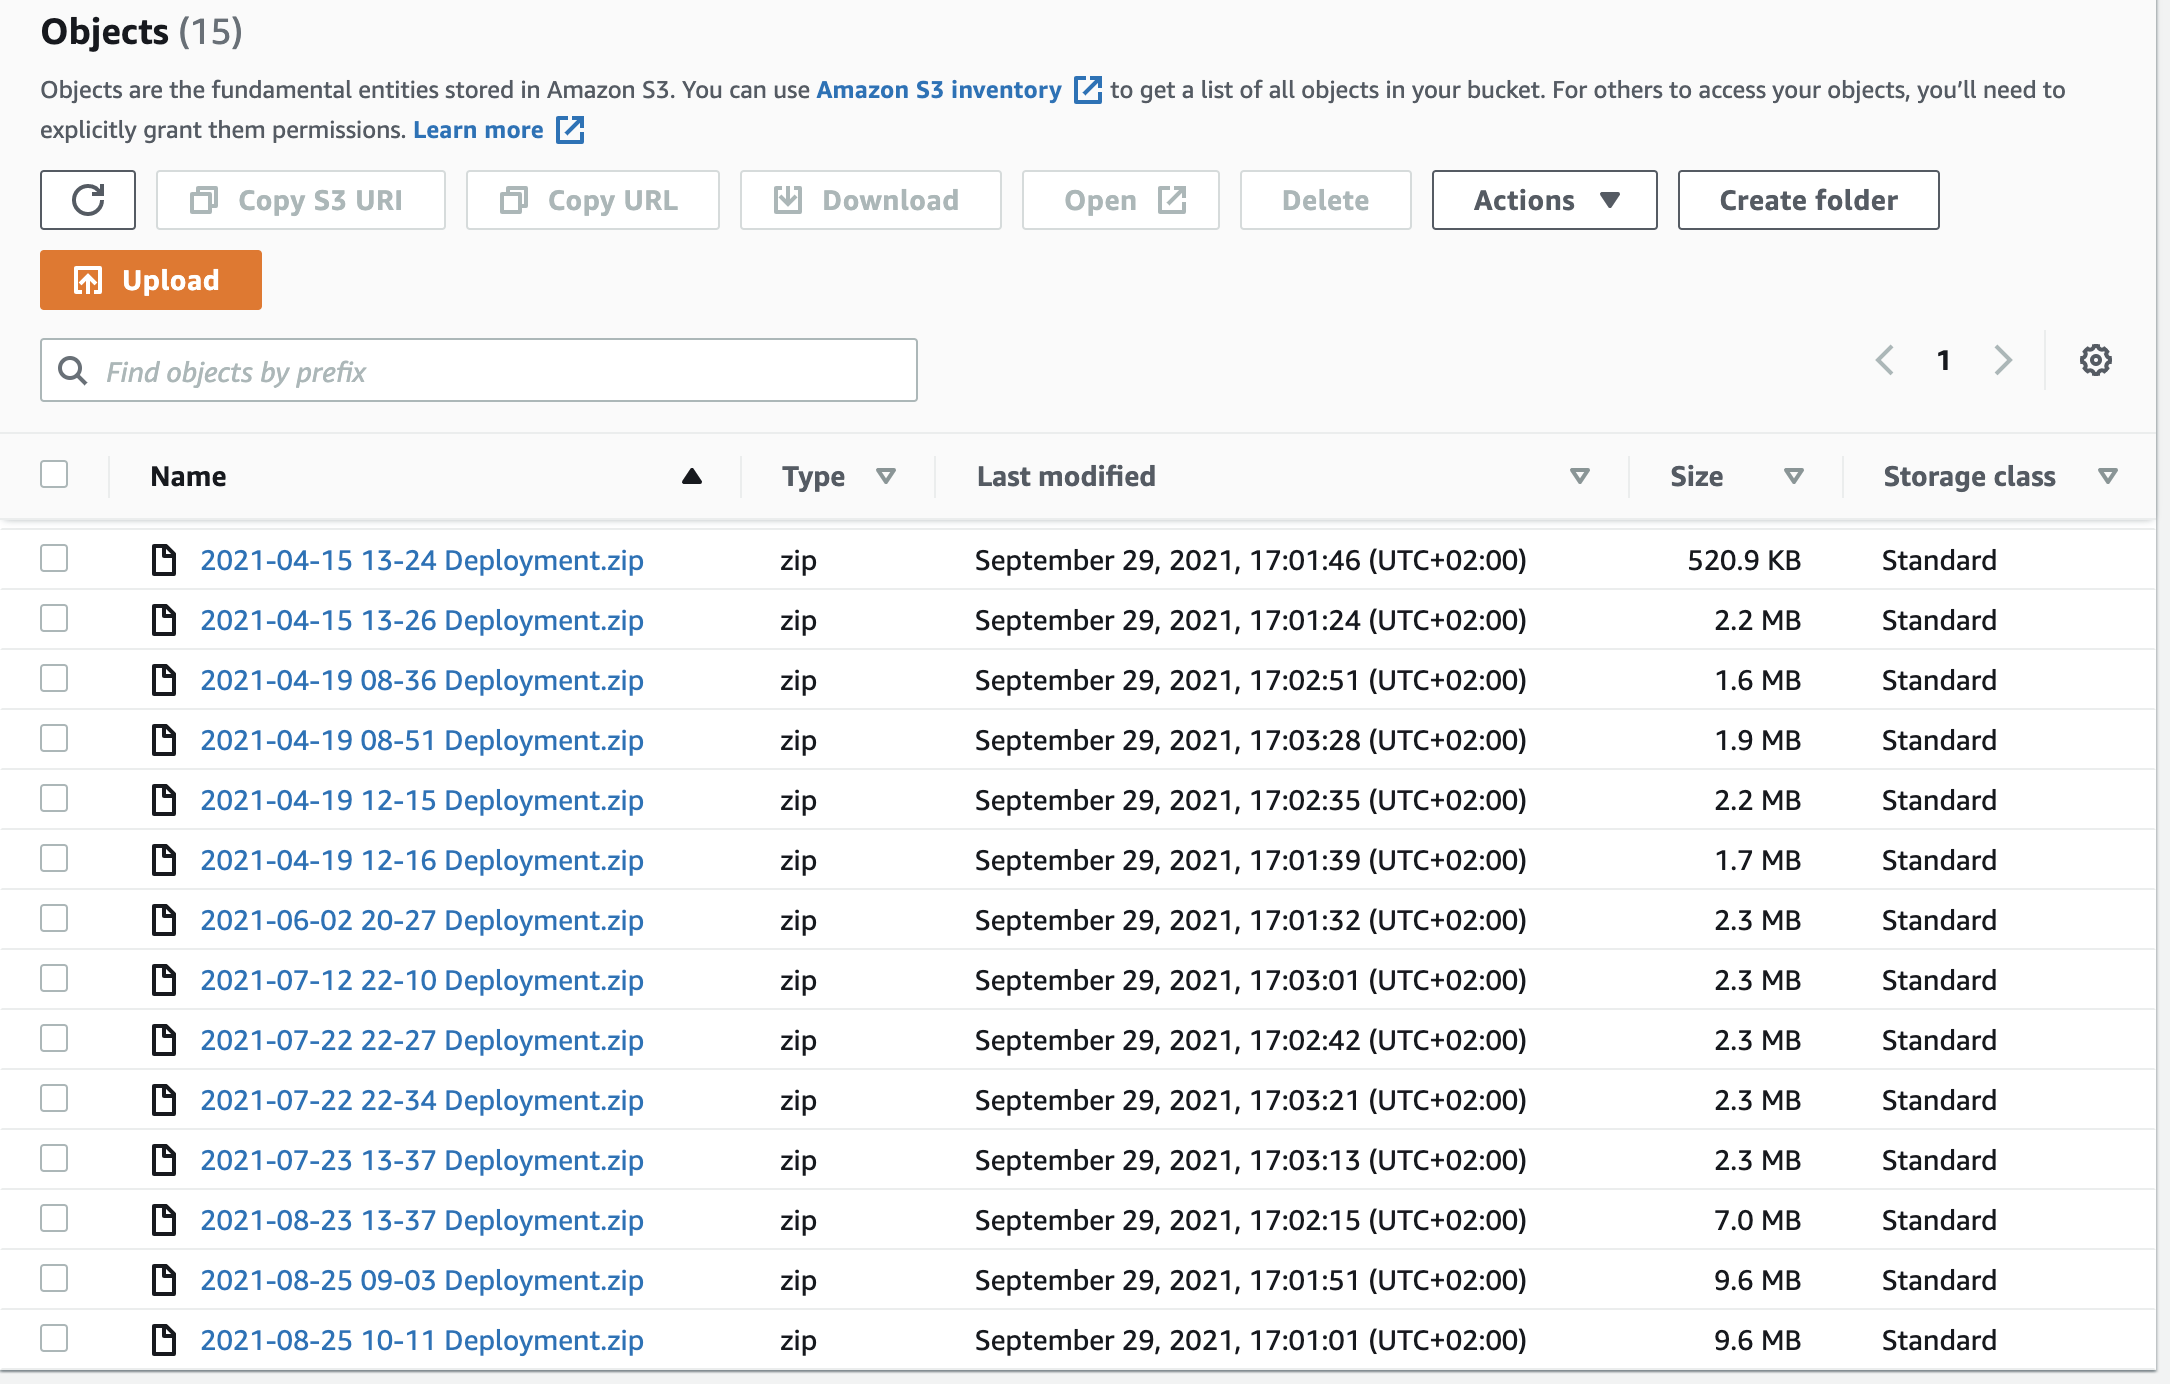 Objects (15)
Objects are the fundamental entities stored in Amazon S3. You can use Amazon S3 inventory to get a list of all objects in your bucket. For others to access your objects, you’ll need to
explicitly grant them permissions. Learn more
Copy S3 URI Copy URL Download Open Delete Actions Create folder
Upload
Find objects by prefix 1
Name Type Last modified Size Storage class
2021-04-15 13-24 Deployment.zip zip September 29, 2021, 17:01:46 (UTC+02:00) 520.9 KB Standard
2021-04-15 13-26 Deployment.zip zip September 29, 2021, 17:01:24 (UTC+02:00) 2.2 MB Standard
2021-04-19 08-36 Deployment.zip zip September 29, 2021, 17:02:51 (UTC+02:00) 1.6 MB Standard
2021-04-19 08-51 Deployment.zip zip September 29, 2021, 17:03:28 (UTC+02:00) 1.9 MB Standard
2021-04-19 12-15 Deployment.zip zip September 29, 2021, 17:02:35 (UTC+02:00) 2.2 MB Standard
2021-04-19 12-16 Deployment.zip zip September 29, 2021, 17:01:39 (UTC+02:00) 1.7 MB Standard
2021-06-02 20-27 Deployment.zip zip September 29, 2021, 17:01:32 (UTC+02:00) 2.3 MB Standard
2021-07-12 22-10 Deployment.zip zip September 29, 2021, 17:03:01 (UTC+02:00) 2.3 MB Standard
2021-07-22 22-27 Deployment.zip zip September 29, 2021, 17:02:42 (UTC+02:00) 2.3 MB Standard
2021-07-22 22-34 Deployment.zip zip September 29, 2021, 17:03:21 (UTC+02:00) 2.3 MB Standard
2021-07-23 13-37 Deployment.zip zip September 29, 2021, 17:03:13 (UTC+02:00) 2.3 MB Standard
2021-08-23 13-37 Deployment.zip zip September 29, 2021, 17:02:15 (UTC+02:00) 7.0 MB Standard
2021-08-25 09-03 Deployment.zip zip September 29, 2021, 17:01:51 (UTC+02:00) 9.6 MB Standard
2021-08-25 10-11 Deployment.zip zip September 29, 2021, 17:01:01 (UTC+02:00) 9.6 MB Standard